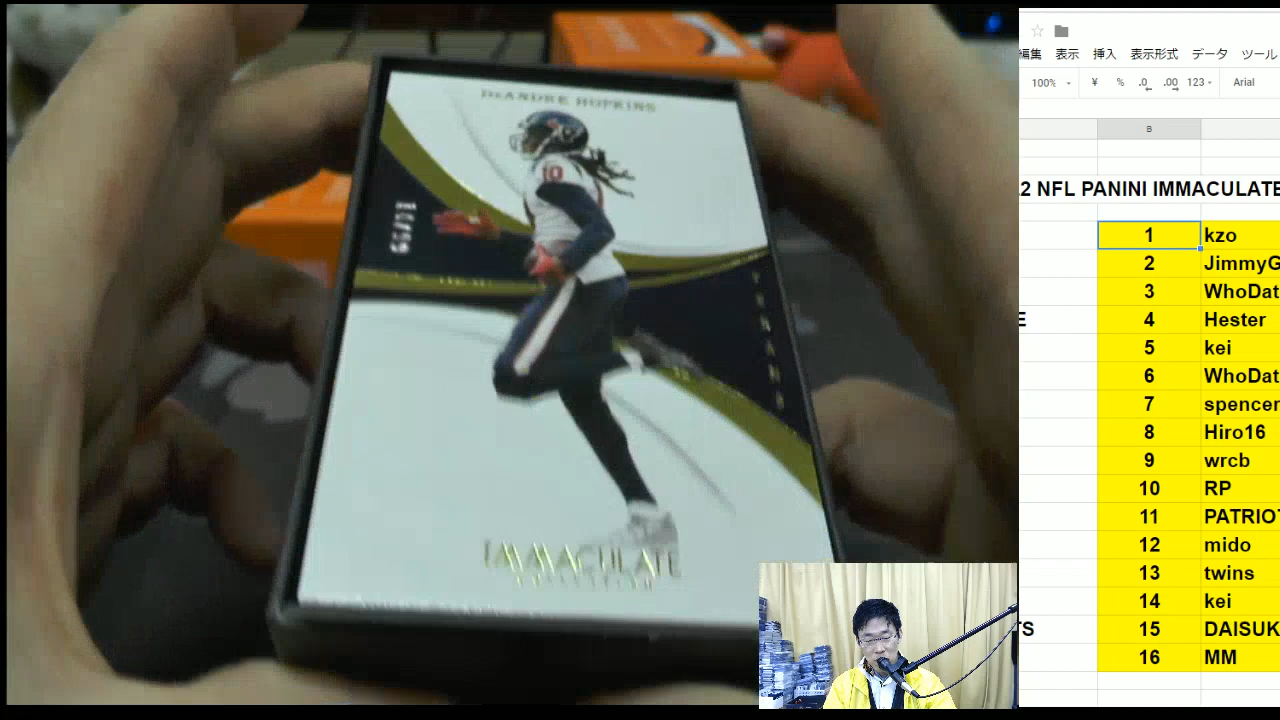 DEANDRE HOPKINS
10
TEXANS
IMMACULATE
COLLECTION
編集 表示 挿入 表示形式 データ ツール
100% ¥ % .0 .00 123 Arial
B
2 NFL PANINI IMMACULATE
1 kzo
2 JimmyG
3 WhoDat
E 4 Hester
5 kei
6 WhoDat
7 spencer
8 Hiro16
9 wrcb
10 RP
11 PATRIOT
12 mido
13 twins
14 kei
TS 15 DAISUK
16 MM